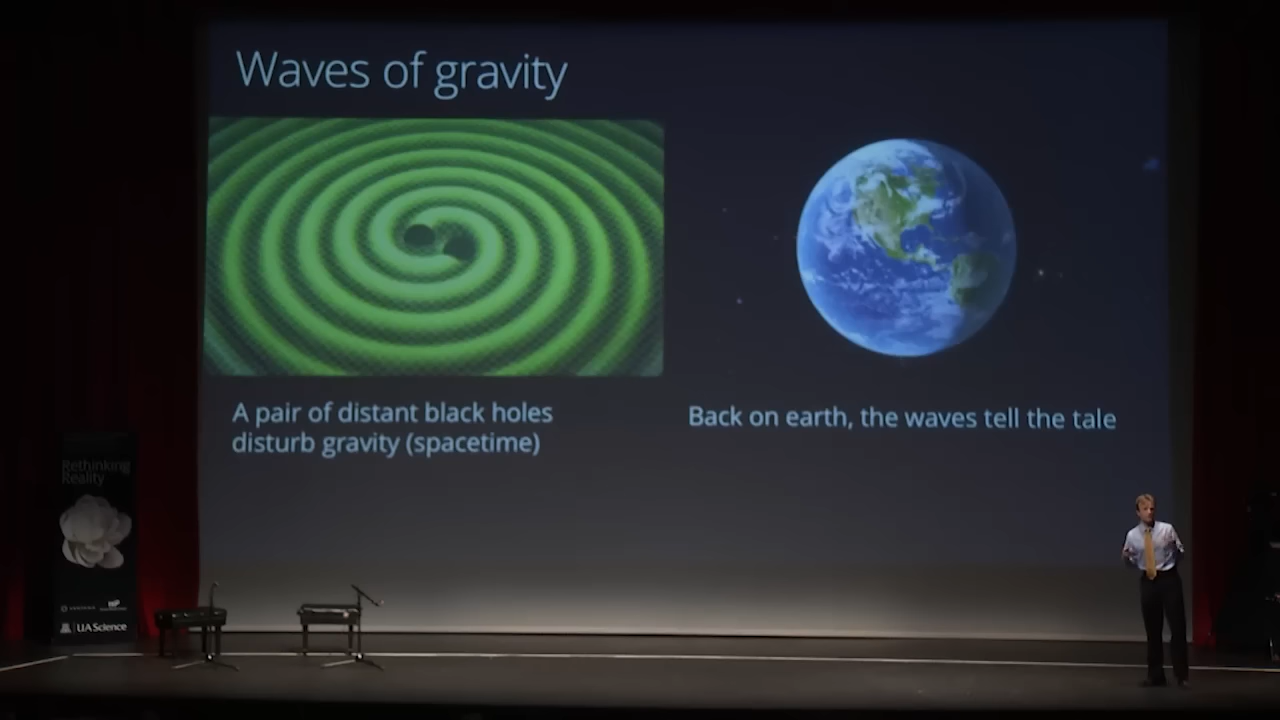 Waves of gravity
A pair of distant black holes
disturb gravity (spacetime)
Back on earth, the waves tell the tale
Rethinking
Reality
UA Science